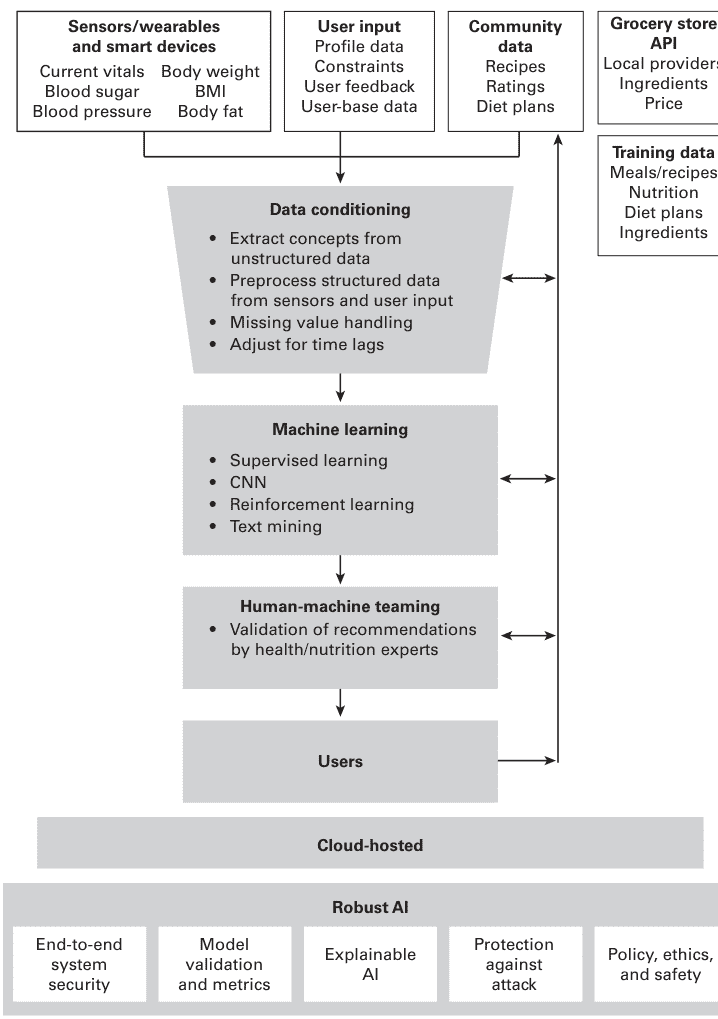 Sensors/wearables
and smart devices
Current vitals Body weight
Blood sugar BMI
Blood pressure Body fat
User input
Profile data
Constraints
User feedback
User-base data
Community
data
Recipes
Ratings
Diet plans
Grocery store
API
Local providers
Ingredients
Price
Training data
Meals/recipes
Nutrition
Diet plans
Ingredients
Data conditioning
• Extract concepts from
unstructured data
• Preprocess structured data
from sensors and user input
• Missing value handling
• Adjust for time lags
Machine learning
• Supervised learning
• CNN
• Reinforcement learning
• Text mining
Human-machine teaming
• Validation of recommendations
by health/nutrition experts
Users
Cloud-hosted
Robust AI
End-to-end
system
security
Model
validation
and metrics
Explainable
AI
Protection
against
attack
Policy, ethics,
and safety